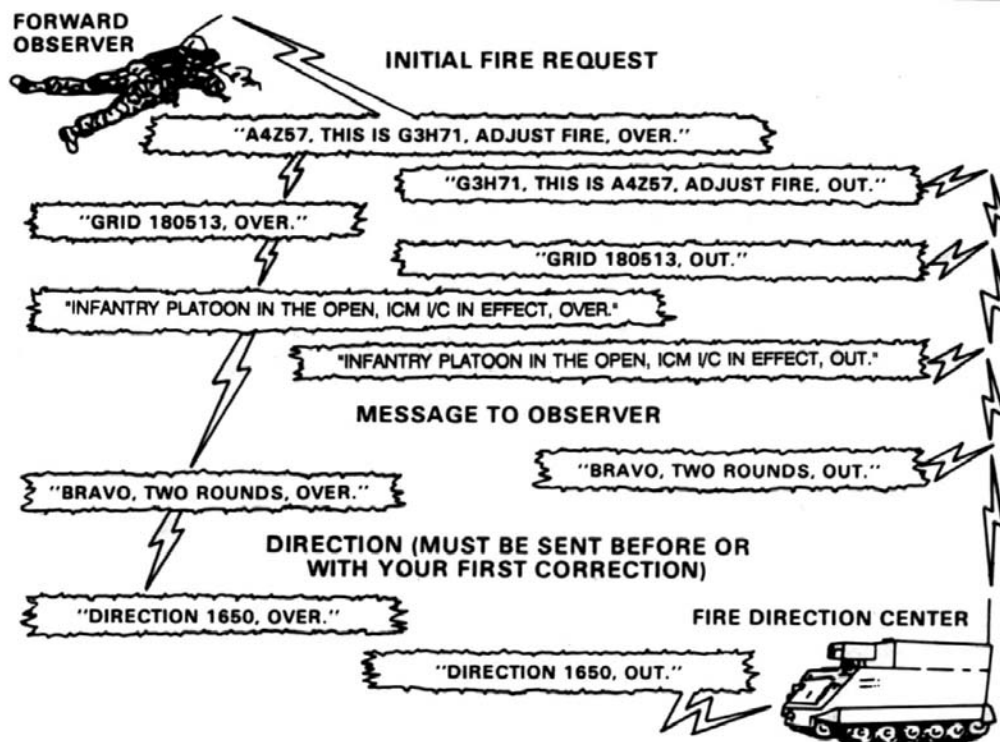 FORWARD
OBSERVER
INITIAL FIRE REQUEST
"A4Z57, THIS IS G3H71, ADJUST FIRE, OVER."
"G3H71, THIS IS A4Z57, ADJUST FIRE, OUT."
"GRID 180513, OVER."
"GRID 180513, OUT."
"INFANTRY PLATOON IN THE OPEN, ICM I/C IN EFFECT, OVER."
"INFANTRY PLATOON IN THE OPEN, ICM I/C IN EFFECT, OUT."
MESSAGE TO OBSERVER
"BRAVO, TWO ROUNDS, OUT."
"BRAVO, TWO ROUNDS, OVER."
DIRECTION (MUST BE SENT BEFORE OR
WITH YOUR FIRST CORRECTION)
"DIRECTION 1650, OVER."
FIRE DIRECTION CENTER
"DIRECTION 1650, OUT."